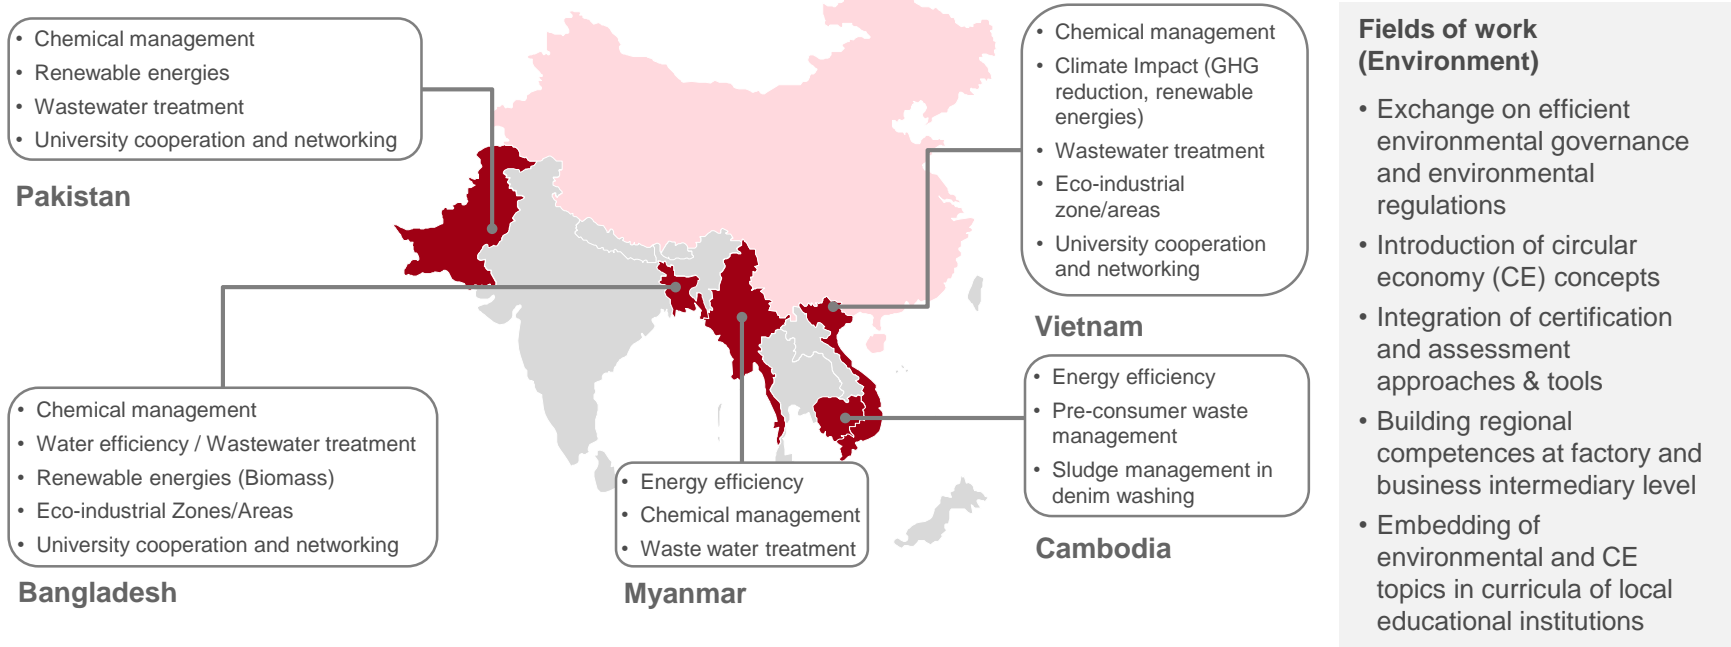 • Chemical management
• Renewable energies
• Wastewater treatment
• University cooperation and networking
Pakistan
• Chemical management
• Water efficiency / Wastewater treatment
• Renewable energies (Biomass)
• Eco-industrial Zones/Areas
• University cooperation and networking
Bangladesh
• Energy efficiency
• Chemical management
• Waste water treatment
Myanmar
• Chemical management
• Climate Impact (GHG
reduction, renewable
energies)
• Wastewater treatment
• Eco-industrial
zone/areas
• University cooperation
and networking
Vietnam
• Energy efficiency
• Pre-consumer waste
management
• Sludge management in
denim washing
Cambodia
Fields of work
(Environment)
• Exchange on efficient
environmental governance
and environmental
regulations
• Introduction of circular
economy (CE) concepts
• Integration of certification
and assessment
approaches & tools
• Building regional
competences at factory and
business intermediary level
• Embedding of
environmental and CE
topics in curricula of local
educational institutions